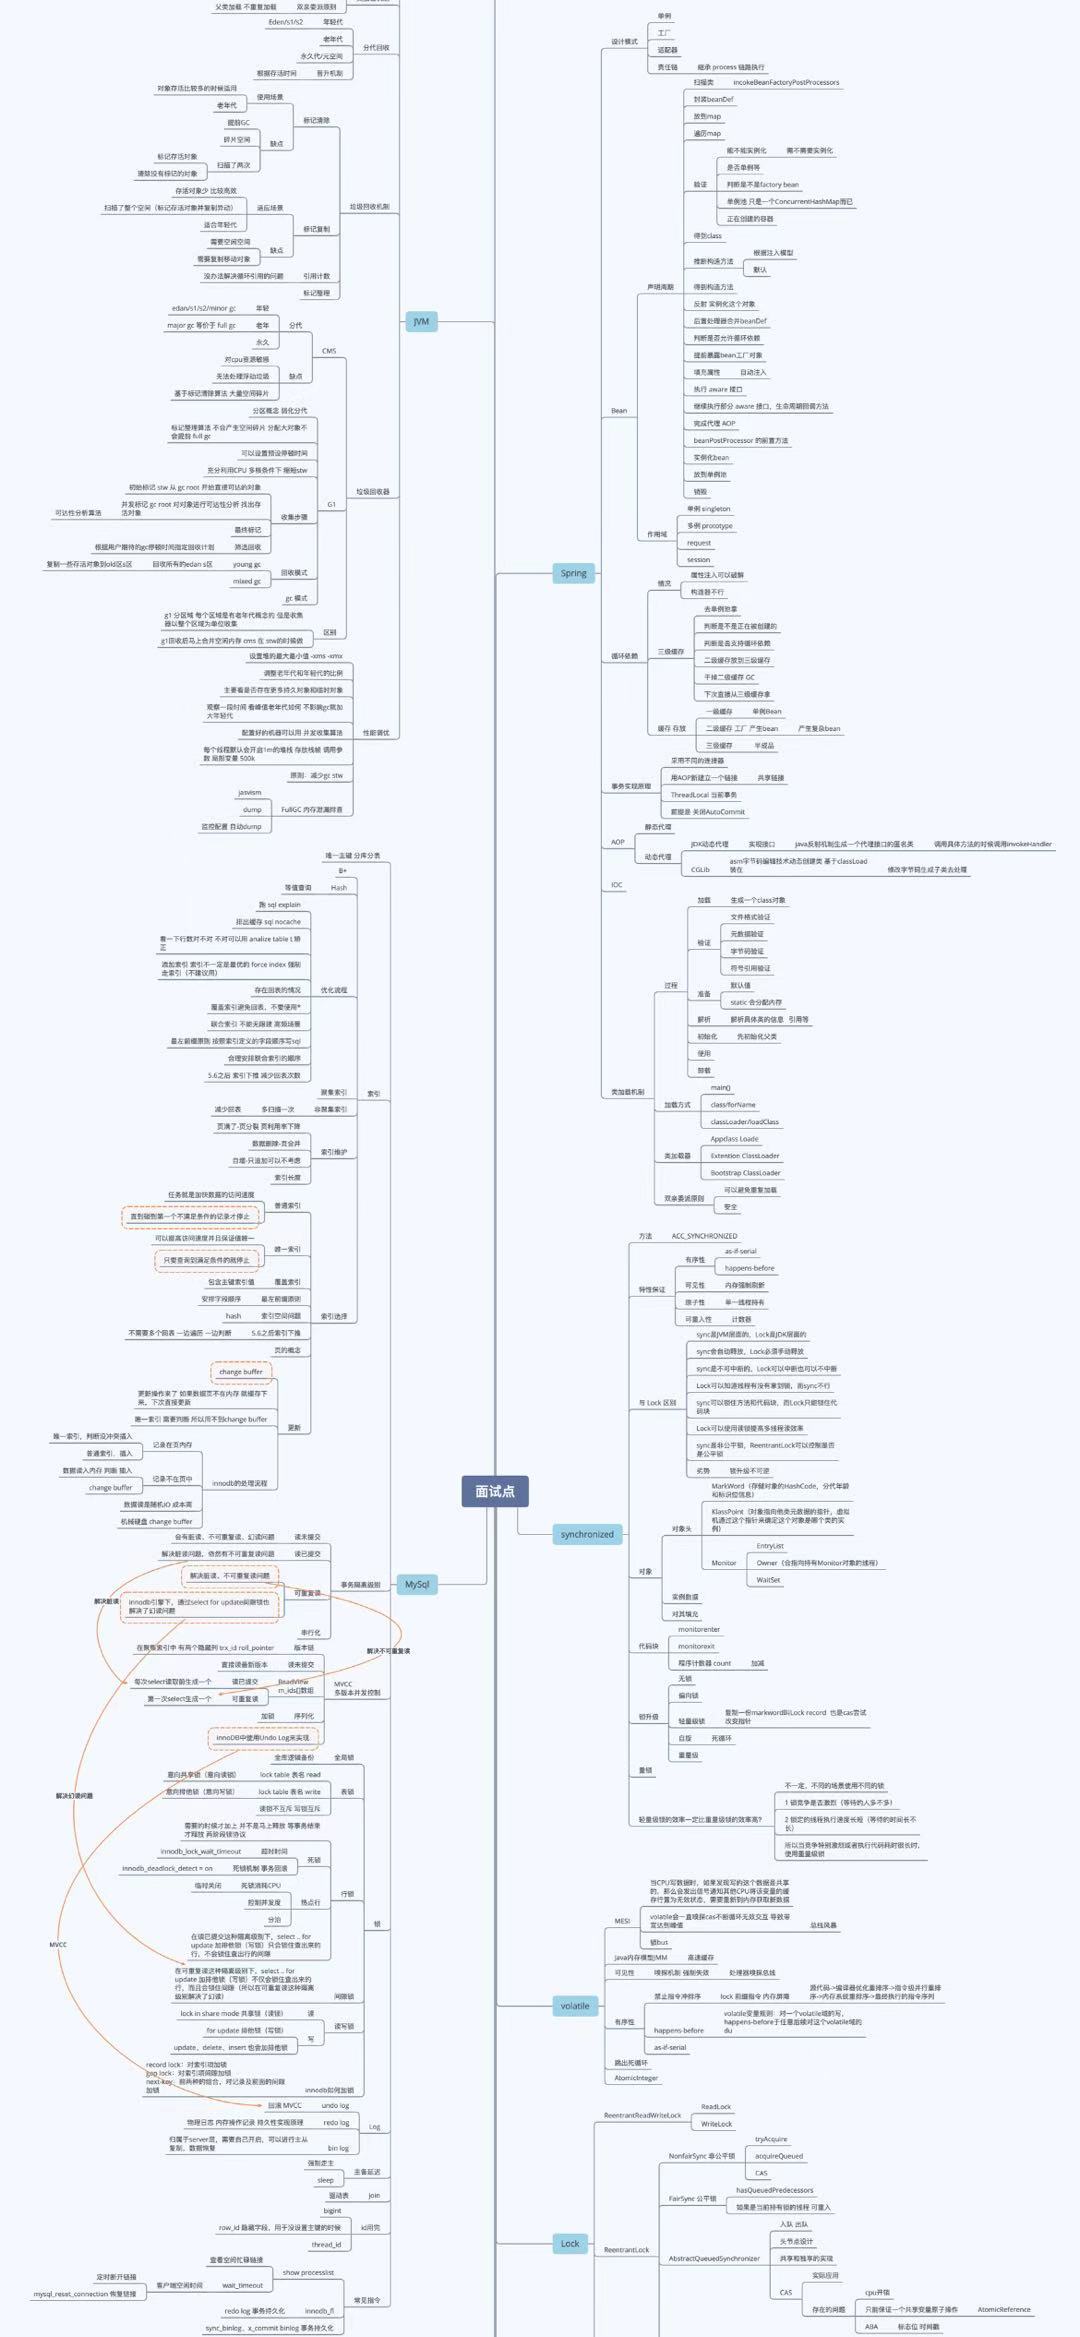 面试点
JVM
父类加载 不重复加载
双亲委派原则
分代回收
Eden/s1/s2
年轻代
老年代
永久代/元空间
根据存活时间
晋升机制
垃圾回收机制
标记清除
使用场景
对象存活比较多的时候适用
老年代
缺点
提前GC
碎片空间
扫描了两次
标记存活对象
清除没有标记的对象
标记复制
适应场景
存活对象少 比较高效
扫描了整个空间（标记存活对象并复制异动）
适合年轻代
缺点
需要空闲空间
需要复制移动对象
没办法解决循环引用的问题
引用计数
标记整理
垃圾回收器
CMS
分代
edan/s1/s2/minor gc
年轻
major gc 等价于 full gc
老年
永久
缺点
对cpu资源敏感
无法处理浮动垃圾
基于标记清除算法 大量空间碎片
G1
分区概念 弱化分代
标记整理算法 不会产生空间碎片 分配大对象不
会提前 full gc
可以设置预设停顿时间
充分利用CPU 多核条件下 缩短stw
收集步骤
初始标记 stw 从 gc root 开始直接可达的对象
可达性分析算法
并发标记 gc root 对对象进行可达性分析 找出存
活对象
最终标记
根据用户期待的gc停顿时间指定回收计划
筛选回收
回收模式
复制一些存活对象到old区s区
回收所有的edan s区
young gc
mixed gc
gc 模式
区别
g1 分区域 每个区域是有老年代概念的 但是收集
器以整个区域为单位收集
g1回收后马上合并空闲内存 cms 在 stw的时候做
性能调优
设置堆的最大最小值 -xms -xmx
调整老年代和年轻代的比例
主要看是否存在更多持久对象和临时对象
观察一段时间 看峰值老年代如何 不影响gc就加
大年轻代
配置好的机器可以用 并发收集算法
每个线程默认会开启1m的堆栈 存放栈帧 调用参
数 局部变量 500k
原则：减少gc stw
FullGC 内存泄漏排查
jasvism
dump
监控配置 自动dump
MySql
索引
唯一主键 分库分表
B+
等值查询
Hash
优化流程
跑 sql explain
排出缓存 sql nocache
看一下行数对不对 不对可以用 analize table t 矫
正
添加索引 索引不一定是最优的 force index 强制
走索引（不建议用）
存在回表的情况
覆盖索引避免回表，不要使用*
联合索引 不能无限建 高频场景
最左前缀原则 按照索引定义的字段顺序写sql
合理安排联合索引的顺序
5.6之后 索引下推 减少回表次数
聚集索引
减少回表
多扫描一次
非聚集索引
索引维护
页满了-页分裂 页利用率下降
数据删除-页合并
自增-只追加可以不考虑
索引长度
索引选择
普通索引
任务就是加快数据的访问速度
直到碰到第一个不满足条件的记录才停止
唯一索引
可以提高访问速度并且保证值唯一
只要查询到满足条件的就停止
包含主键索引值
覆盖索引
安排字段顺序
最左前缀原则
hash
索引空间问题
不需要多个回表 一边遍历 一边判断
5.6之后索引下推
页的概念
更新
change buffer
更新操作来了 如果数据页不在内存 就缓存下
来，下次直接更新
唯一索引 需要判断 所以用不到change buffer
innodb的处理流程
唯一索引，判断没冲突插入
普通索引，插入
记录在页内存
数据读入内存 判断 插入
change buffer
记录不在页中
数据读是随机IO 成本高
机械硬盘 change buffer
事务隔离级别
会有脏读、不可重复读、幻读问题
读未提交
解决脏读问题，依然有不可重复读问题
读已提交
可重复读
解决脏读、不可重复读问题
innodb引擎下，通过select for update间隙锁也
解决了幻读问题
串行化
解决脏读
解决不可重复读
解决幻读问题
MVCC
MVCC
多版本并发控制
在聚集索引中 有两个隐藏列 trx_id roll_pointer
版本链
直接读最新版本
读未提交
ReadView
m_ids[]数组
每次select读取前生成一个
读已提交
第一次select生成一个
可重复读
加锁
序列化
innoDB中使用Undo Log来实现
锁
全库逻辑备份
全局锁
表锁
意向共享锁（意向读锁）
lock table 表名 read
意向排他锁（意向写锁）
lock table 表名 write
读锁不互斥 写锁互斥
行锁
需要的时候才加上 并不是马上释放 等事务结束
才释放 两阶段锁协议
死锁
innodb_lock_wait_timeout
超时时间
innodb_deadlock_detect = on
死锁机制 事务回滚
热点行
临时关闭
死锁消耗CPU
控制并发度
分治
在读已提交这种隔离级别下，select .. for
update 加排他锁（写锁）只会锁住查出来的
行，不会锁住查出行的间隙
间隙锁
在可重复读这种隔离级别下，select .. for
update 加排他锁（写锁）不仅会锁住查出来的
行，而且会锁住间隙（所以在可重复读这种隔离
级别解决了幻读）
读写锁
lock in share mode 共享锁（读锁）
读
写
for update 排他锁（写锁）
update、delete、insert 也会加排他锁
innodb如何加锁
record lock：对索引项加锁
gap lock：对索引项间隙加锁
next-key：前两种的组合，对记录及前面的间隙
加锁
Log
回滚 MVCC
undo log
物理日志 内存操作记录 持久性实现原理
redo log
归属于server层，需要自己开启，可以进行主从
复制，数据恢复
bin log
主备延迟
强制走主
sleep
驱动表
join
id用完
bigint
row_id 隐藏字段，用于没设置主键的时候
thread_id
常见指令
show processlist
查看空间忙碌链接
定时断开链接
mysql_reset_connection 恢复链接
客户端空闲时间
wait_timeout
redo log 事务持久化
innodb_fl
sync_binlog、x_commit binlog 事务持久化
Spring
设计模式
单例
工厂
适配器
责任链
继承 process 链路执行
Bean
声明周期
扫描类
incokeBeanFactoryPostProcessors
封装beanDef
放到map
遍历map
验证
能不能实例化
需不需要实例化
是否单例等
判断是不是factory bean
单例池 只是一个ConcurrentHashMap而已
正在创建的容器
得到class
推断构造方法
根据注入模型
默认
得到构造方法
反射 实例化这个对象
后置处理器合并beanDef
判断是否允许循环依赖
提前暴露bean工厂对象
填充属性
自动注入
执行 aware 接口
继续执行部分 aware 接口，生命周期回调方法
完成代理 AOP
beanPostProcessor 的前置方法
实例化bean
放到单例池
销毁
作用域
单例 singleton
多例 prototype
request
session
循环依赖
情况
属性注入可以破解
构造器不行
三级缓存
去单例池拿
判断是不是正在被创建的
判断是否支持循环依赖
二级缓存放到三级缓存
干掉二级缓存 GC
下次直接从三级缓存拿
缓存 存放
一级缓存
单例Bean
二级缓存 工厂 产生bean
产生复杂bean
三级缓存
半成品
事务实现原理
采用不同的连接器
用AOP新建立一个链接
共享链接
ThreadLocal 当前事务
前提是 关闭AutoCommit
AOP
静态代理
动态代理
JDK动态代理
实现接口
java反射机制生成一个代理接口的匿名类
调用具体方法的时候调用invokeHandler
CGLib
asm字节码编辑技术动态创建类 基于classLoad
装在
修改字节码生成子类去处理
IOC
类加载机制
过程
加载
生成一个class对象
验证
文件格式验证
元数据验证
字节码验证
符号引用验证
准备
默认值
static 会分配内存
解析
解析具体类的信息 引用等
初始化
先初始化父类
使用
卸载
加载方式
main()
class/forName
classLoader/loadClass
类加载器
Appclass Loade
Extention ClassLoader
Bootstrap ClassLoader
双亲委派原则
可以避免重复加载
安全
synchronized
方法
ACC_SYNCHRONIZED
特性保证
有序性
as-if-serial
happens-before
可见性
内存强制刷新
原子性
单一线程持有
可重入性
计数器
与 Lock 区别
sync是JVM层面的，Lock是JDK层面的
sync会自动释放，Lock必须手动释放
sync是不可中断的，Lock可以中断也可以不中断
Lock可以知道线程有没有拿到锁，而sync不行
sync可以锁住方法和代码块，而Lock只能锁住代
码块
Lock可以使用读锁提高多线程读效率
sync是非公平锁，ReentrantLock可以控制是否
是公平锁
劣势
锁升级不可逆
对象
对象头
MarkWord（存储对象的HashCode，分代年龄
和标识位信息）
KlassPoint（对象指向他类元数据的指针，虚拟
机通过这个指针来确定这个对象是哪个类的实
例）
Monitor
EntryList
Owner（会指向持有Monitor对象的线程）
WaitSet
实例数据
对其填充
代码块
monitorenter
monitorexit
程序计数器 count
加减
锁升级
无锁
偏向锁
轻量级锁
复制一份markword叫Lock record 也是cas尝试
改变指针
自旋
死循环
重量级
重锁
轻量级锁的效率一定比重量级锁的效率高?
不一定，不同的场景使用不同的锁
1 锁竞争是否激烈（等待的人多不多）
2 锁定的线程执行速度长短（等待的时间长不
长）
所以当竞争特别激烈或者执行代码耗时很长时，
使用重量级锁
volatile
MESI
当CPU写数据时，如果发现写的这个数据是共享
的，那么会发出信号通知其他CPU将该变量的缓
存行置为无效状态，需要重新到内存获取新数据
volatile会一直嗅探cas不断循环无效交互 导致带
宽达到峰值
总线风暴
锁bus
Java内存模型JMM
高速缓存
可见性
嗅探机制 强制失效
处理器嗅探总线
有序性
禁止指令冲排序
lock 前缀指令 内存屏障
源代码->编译器优化重排序->指令级并行重排
序->内存系统重排序->最终执行的指令序列
happens-before
volatile变量规则：对一个volatile域的写，
happens-before于任意后续对这个volatile域的
du
as-if-serial
跳出死循环
AtomicInteger
Lock
ReentrantReadWriteLock
ReadLock
WriteLock
ReentrantLock
NonfairSync 非公平锁
tryAcquire
acquireQueued
CAS
FairSync 公平锁
hasQueuedPredecessors
如果是当前持有锁的线程 可重入
AbstractQueuedSynchronizer
入队 出队
头节点设计
共享和独享的实现
CAS
实际应用
存在的问题
cpu开销
只能保证一个共享变量原子操作
AtomicReference
ABA
标志位 时间戳